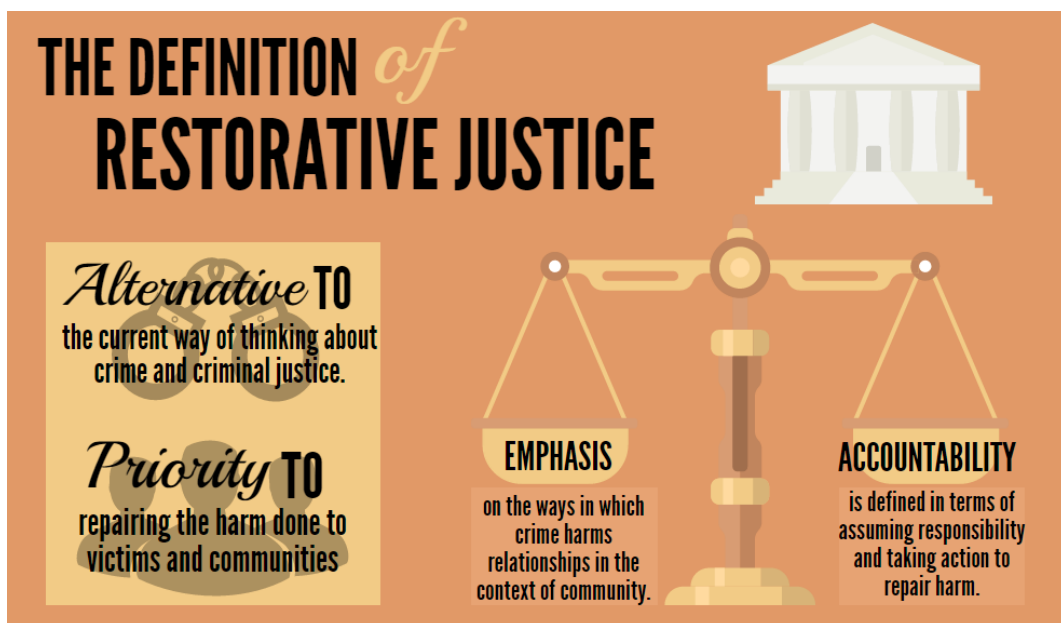 THE DEFINITION of
RESTORATIVE JUSTICE
Alternative TO
the current way of thinking about
crime and criminal justice.
Priority TO
repairing the harm done to
victims and communities
EMPHASIS
on the ways in which
crime harms
relationships in the
context of community.
ACCOUNTABILITY
is defined in terms of
assuming responsibility
and taking action to
repair harm.